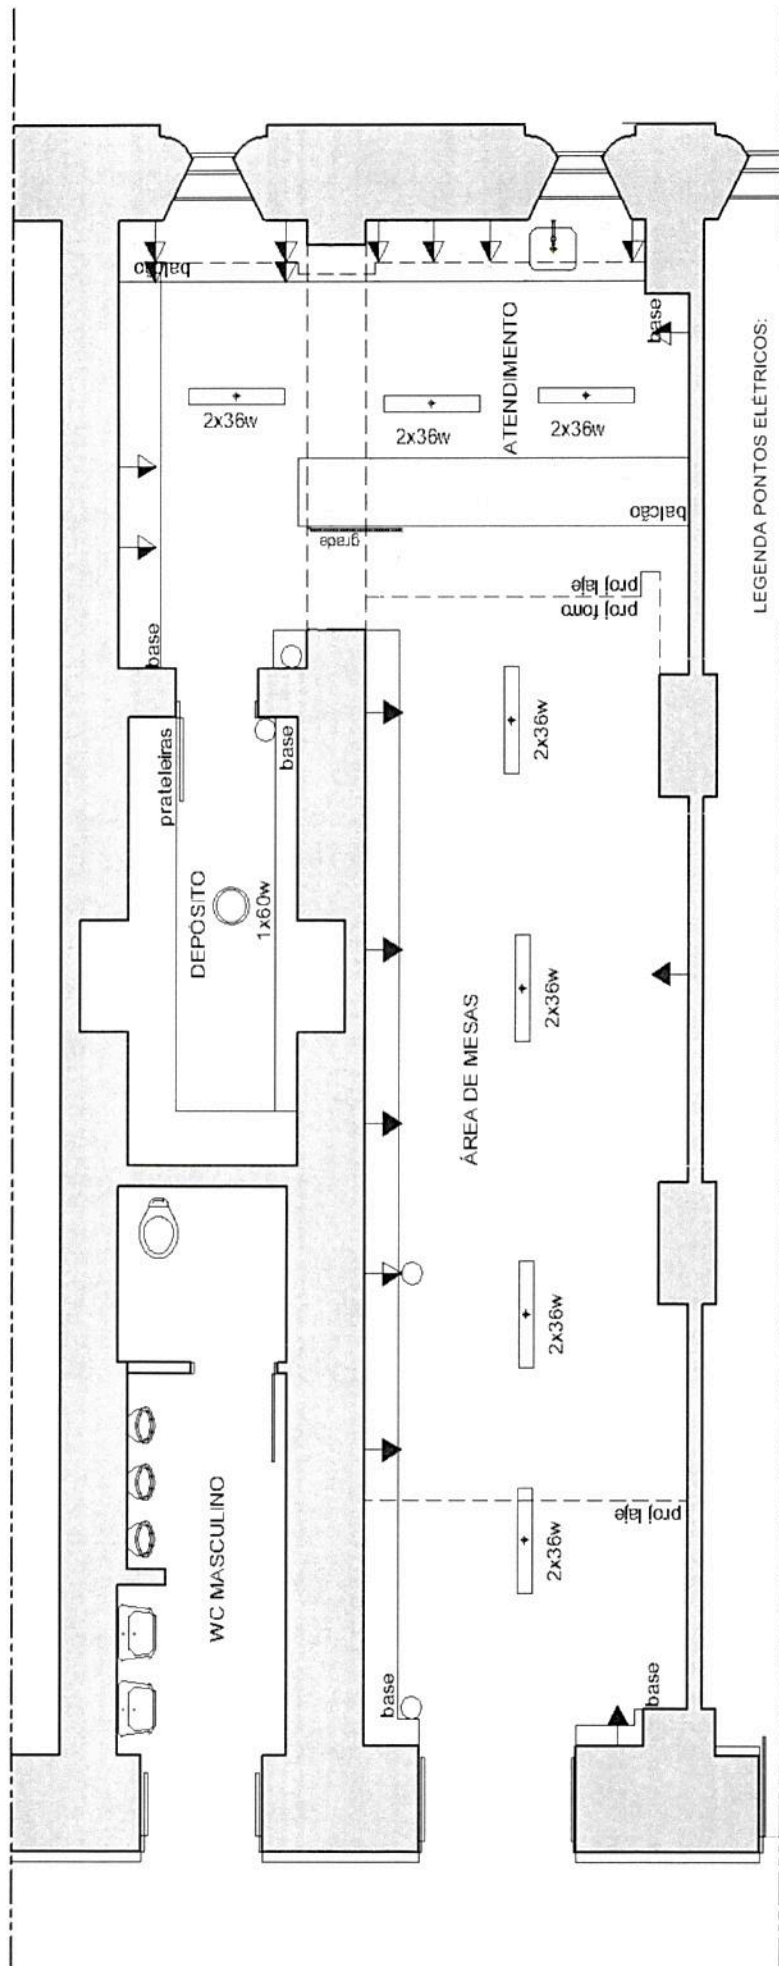 balcão
2x36w
2x36w
2x36w
ATENDIMENTO
base
balcão
grade
proj laje
proj forro
base
prateleiras
base
DEPÓSITO
1x60w
2x36w
2x36w
ÁREA DE MESAS
2x36w
2x36w
proj laje
WC MASCULINO
base
base
LEGENDA PONTOS ELÉTRICOS: